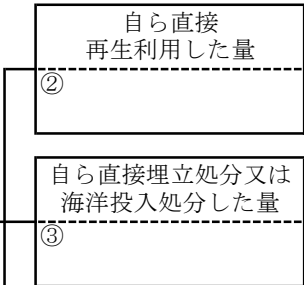 自ら直接
再生利用した量
②
自ら直接埋立処分又は
海洋投入処分した量
③